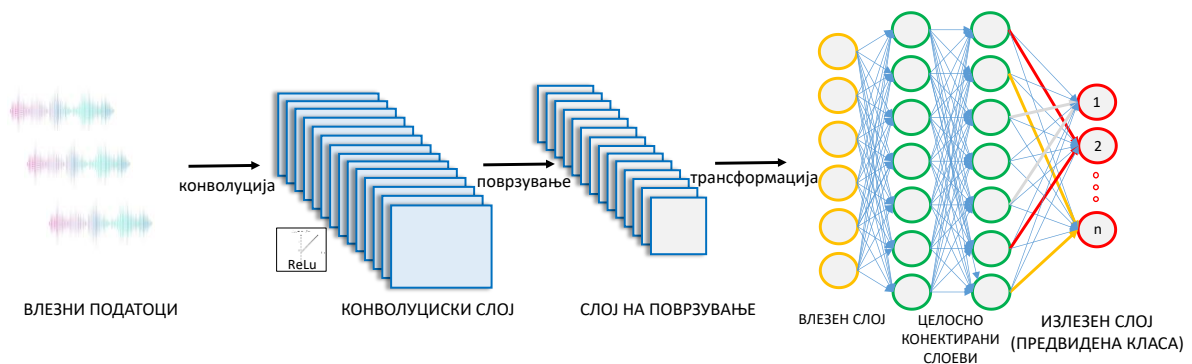 конволуција
поврзување
трансформација
ReLu
1
2
n
ВЛЕЗНИ ПОДАТОЦИ
КОНВОЛУЦИСКИ СЛОЈ
СЛОЈ НА ПОВРЗУВАЊЕ
ВЛЕЗЕН СЛОЈ
ЦЕЛОСНО
КОНЕКТИРАНИ
СЛОЕВИ
ИЗЛЕЗЕН СЛОЈ
(ПРЕДВИДЕНА КЛАСА)